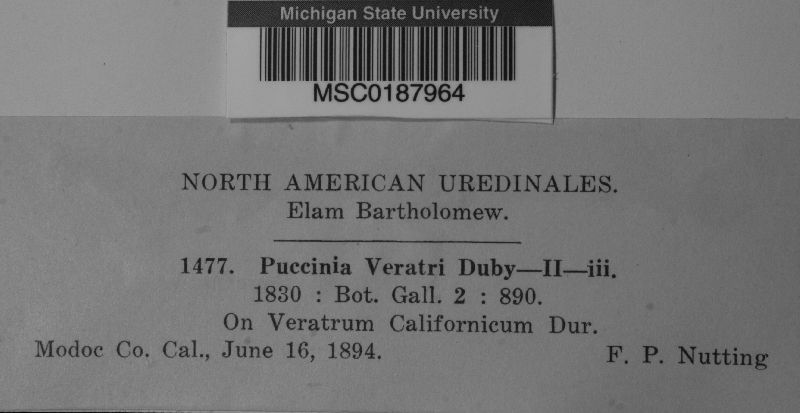 Michigan State University
MSC0187964
NORTH AMERICAN UREDINALES.
Elam Bartholomew.
1477. Puccinia Veratri Duby—II—iii.
1830 : Bot. Gall. 2 : 890.
On Veratrum Californicum Dur.
Modoc Co. Cal., June 16, 1894. F. P. Nutting